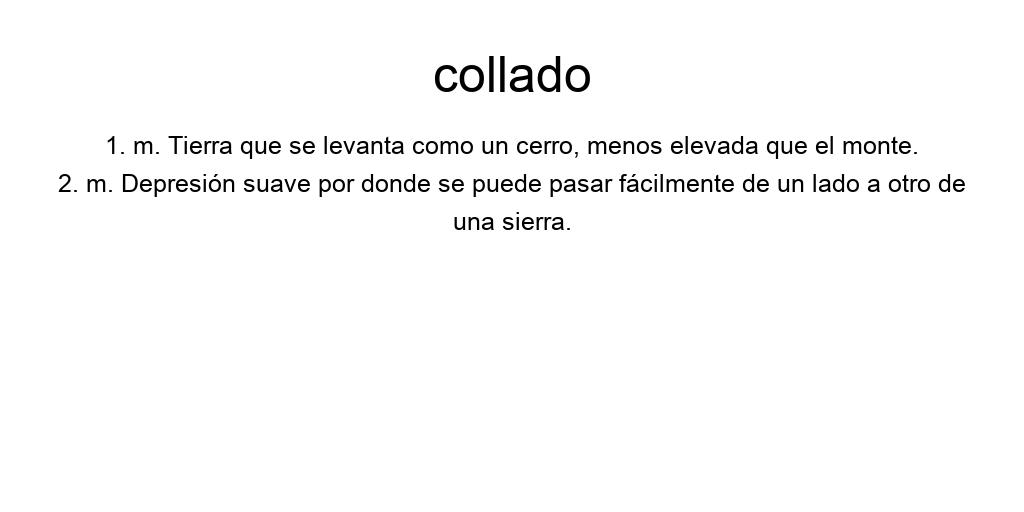 collado
1. m. Tierra que se levanta como un cerro, menos elevada que el monte.
2. m. Depresión suave por donde se puede pasar fácilmente de un lado a otro de
una sierra.